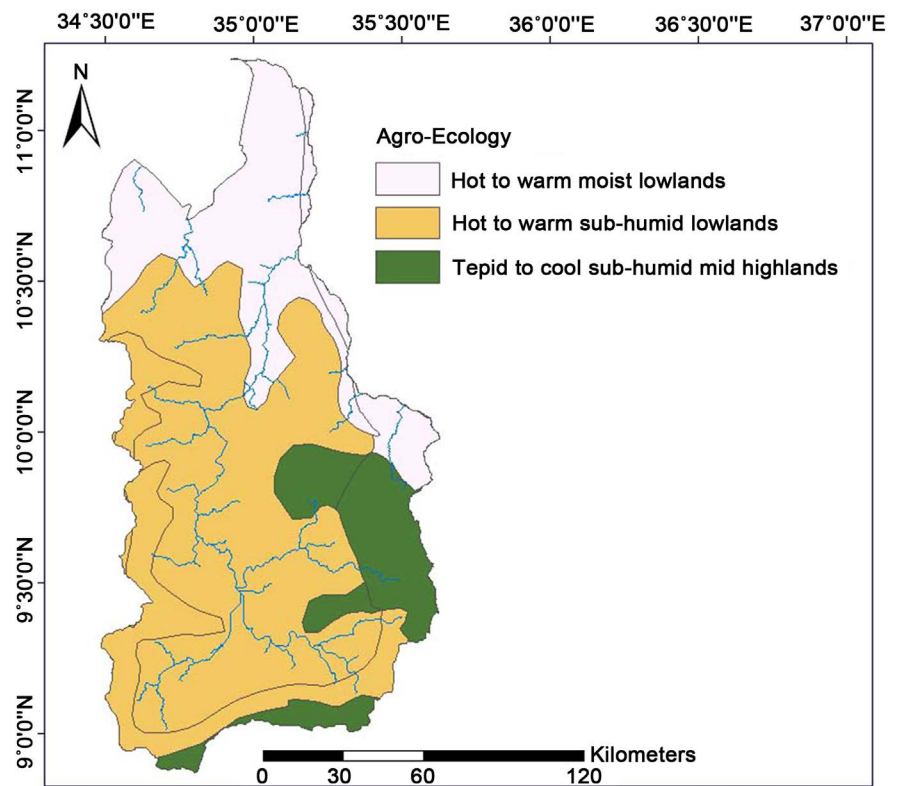 34°30'0"E 35°0'0"E 35°30'0"E 36°0'0"E 36°30'0"E 37°0'0"E
N
11°0'0"N
Agro-Ecology
Hot to warm moist lowlands
Hot to warm sub-humid lowlands
Tepid to cool sub-humid mid highlands
10°30'0"N
10°0'0"N
9°30'0"N
9°0'0"N
Kilometers
0 30 60 120